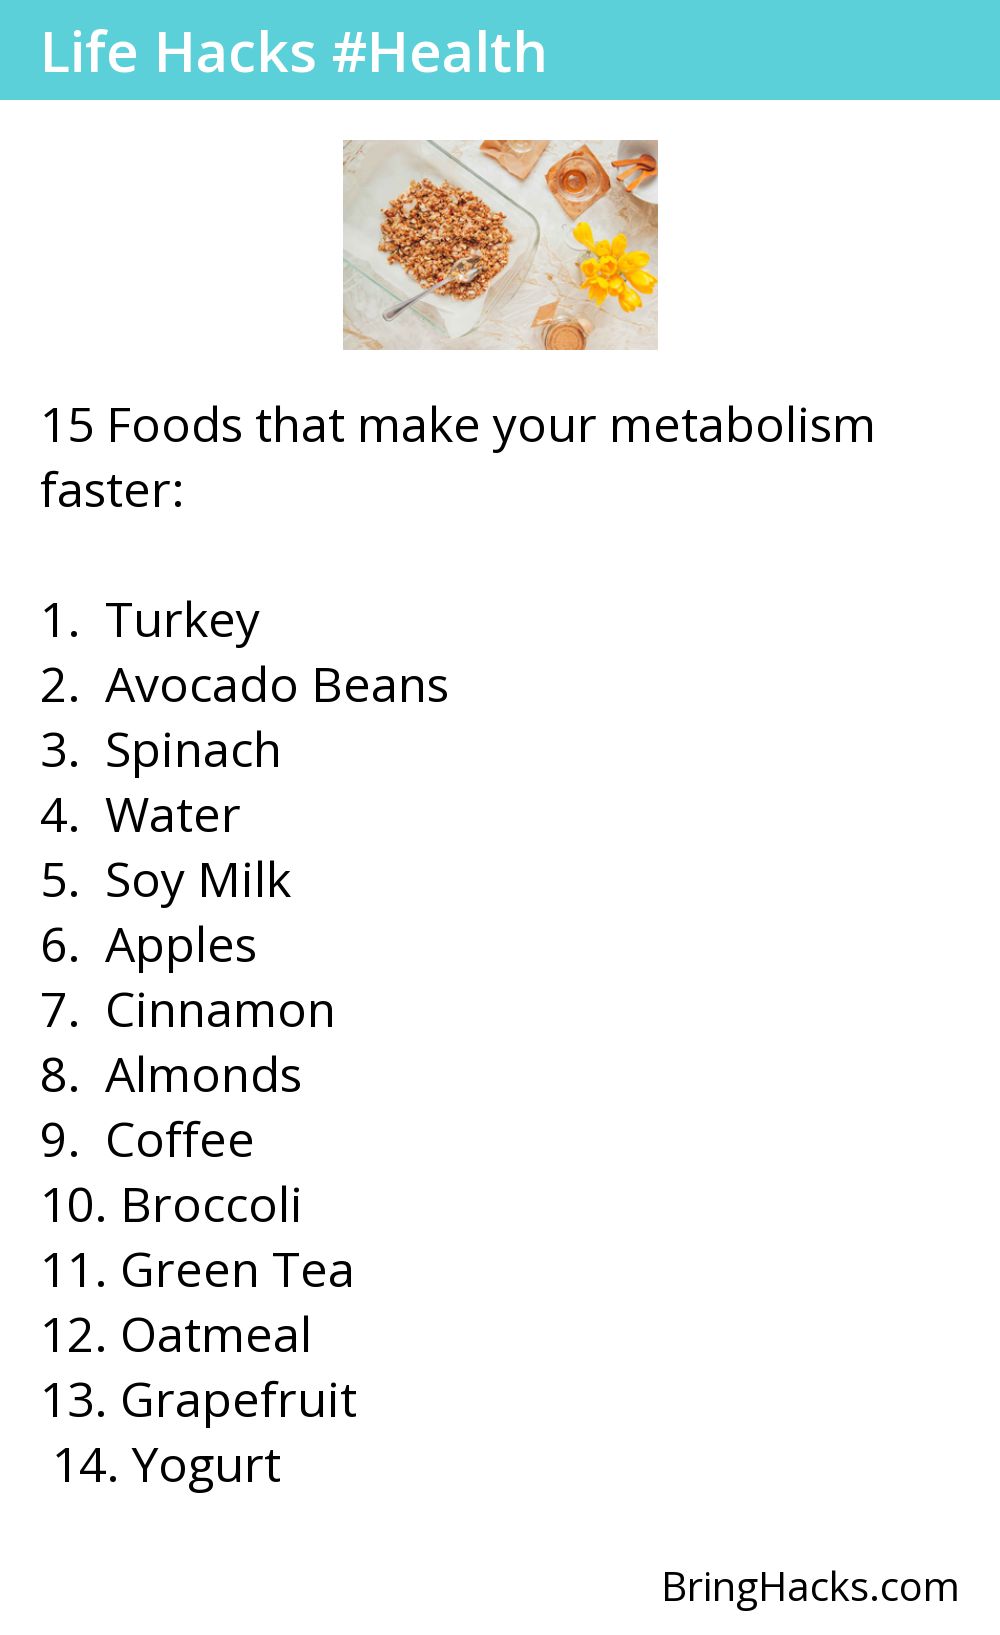 Life Hacks #Health
15 Foods that make your metabolism
faster:
1. Turkey
2. Avocado Beans
3. Spinach
4. Water
5. Soy Milk
6. Apples
7. Cinnamon
8. Almonds
9. Coffee
10. Broccoli
11. Green Tea
12. Oatmeal
13. Grapefruit
14. Yogurt
BringHacks.com